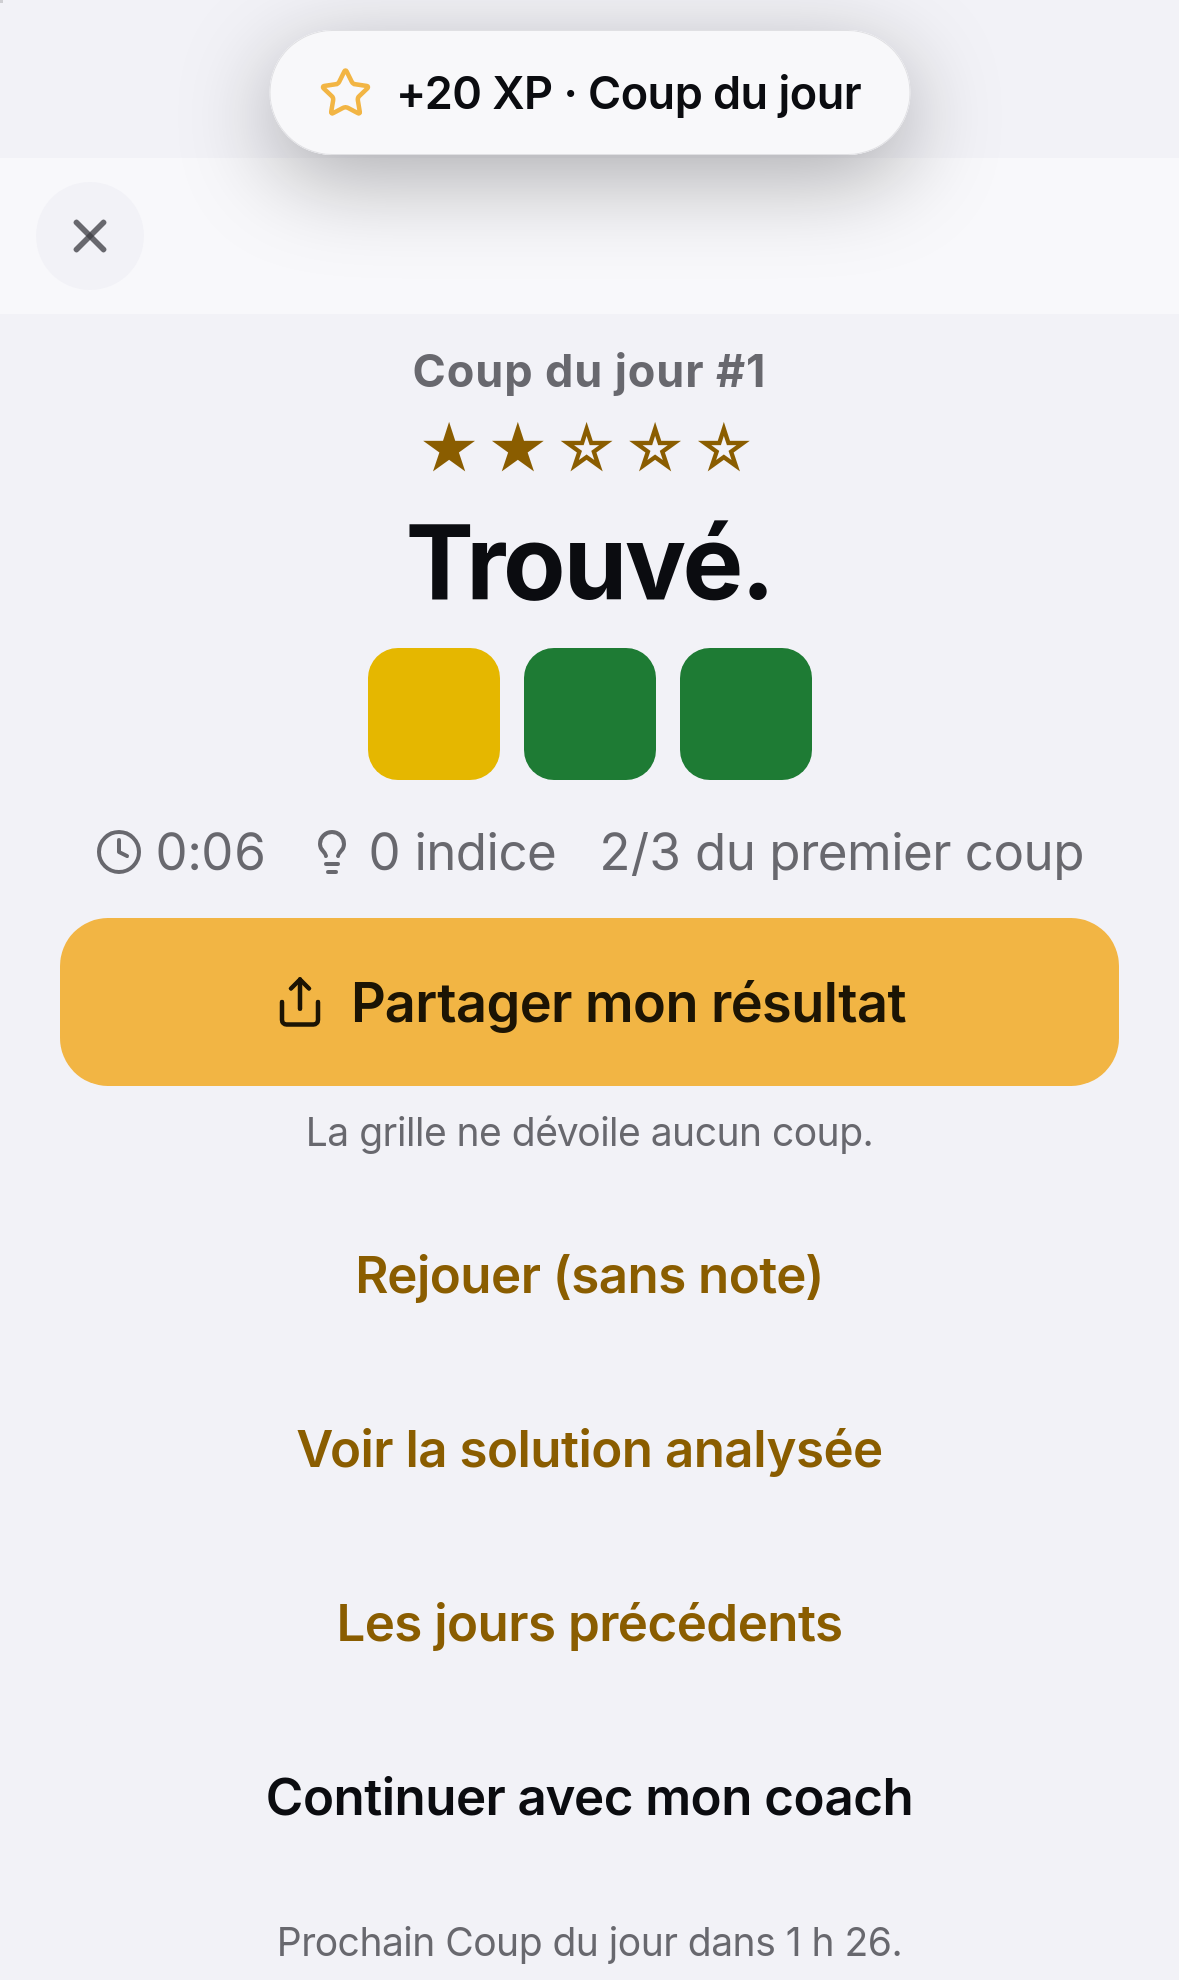 +20 XP · Coup du jour
Coup du jour #1
★★☆☆☆
Trouvé.
0:06 0 indice 2/3 du premier coup
Partager mon résultat
La grille ne dévoile aucun coup.
Rejouer (sans note)
Voir la solution analysée
Les jours précédents
Continuer avec mon coach
Prochain Coup du jour dans 1 h 26.